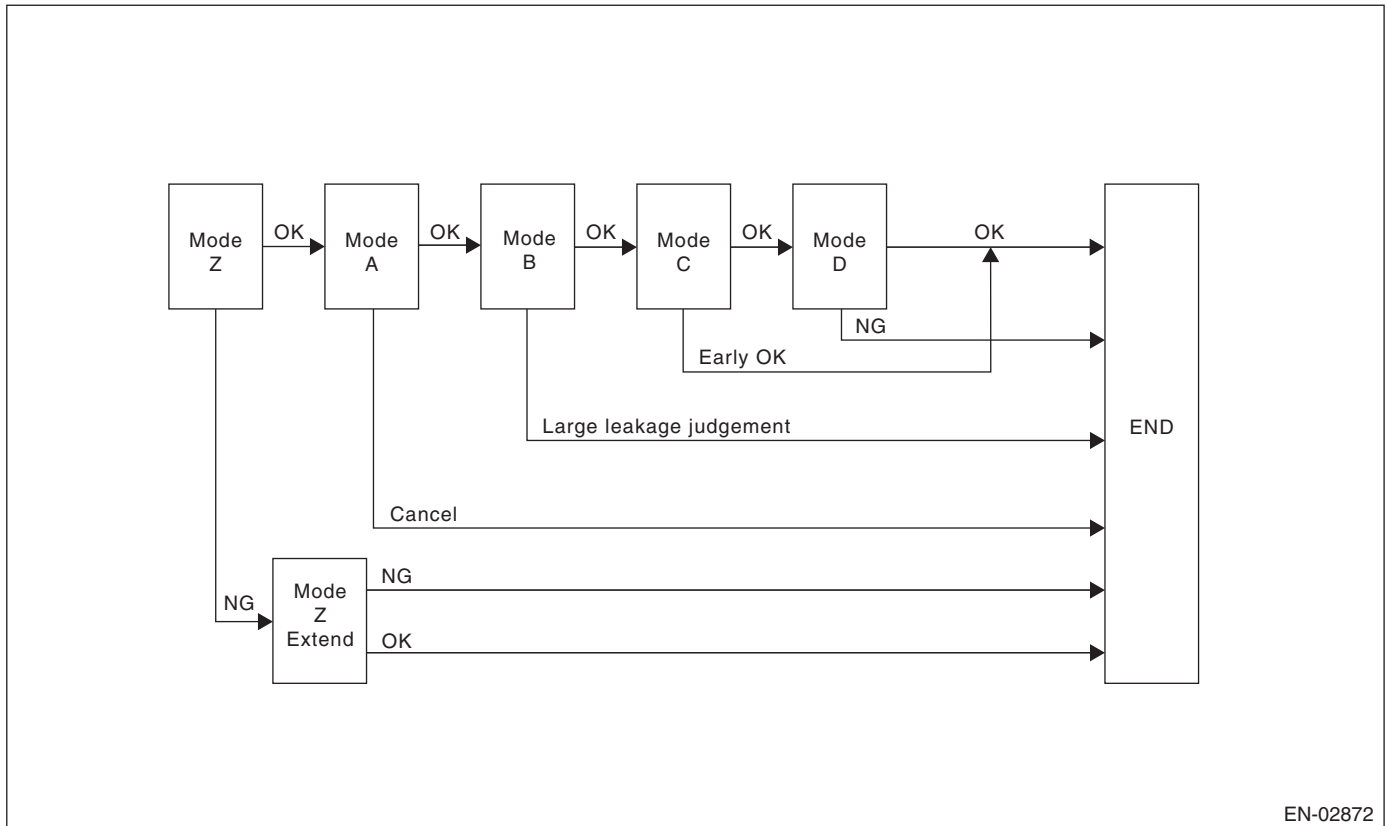 Mode
Z
OK
Mode
A
OK
Mode
B
OK
Mode
C
OK
Mode
D
OK
NG
Early OK
Large leakage judgement
END
Cancel
NG
Mode
Z
Extend
NG
OK
EN-02872